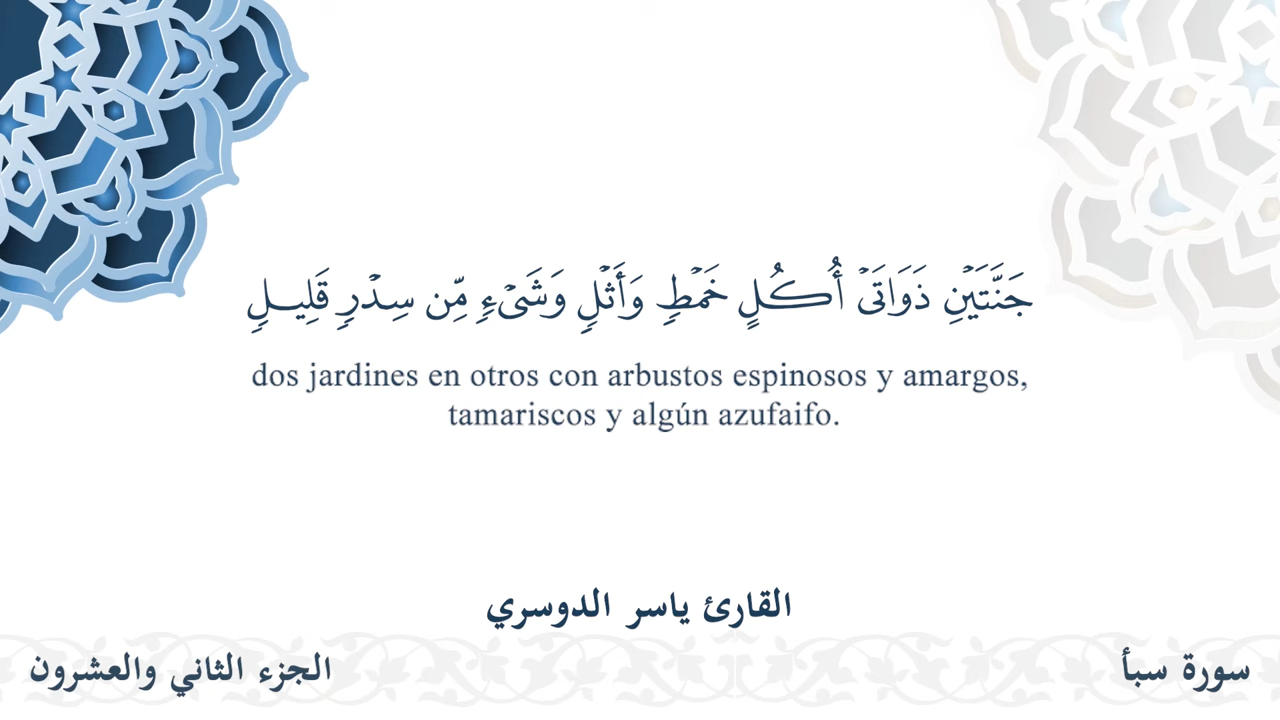 جَنَّتَيۡنِ ذَوَاتَيۡ أُكُلٍ خَمۡطٖ وَأَثۡلٖ وَشَيۡءٖ مِّن سِدۡرٖ قَلِيلٖ
dos jardines en otros con arbustos espinosos y amargos,
tamariscos y algún azufaifo.
القارئ ياسر الدوسري
سورة سبأ
الجزء الثاني والعشرون